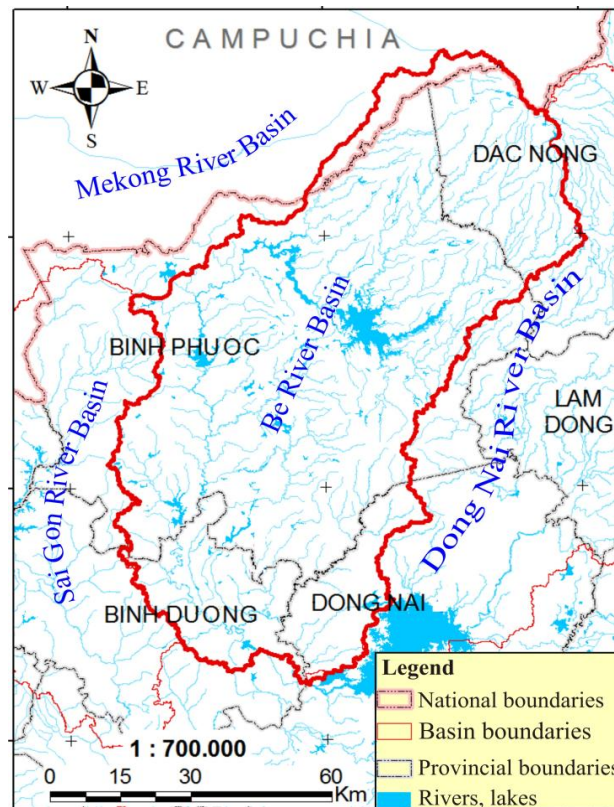 CAMPUCHIA
N
W
E
S
Mekong River Basin
DAC NONG
BINH PHUOC
Be River Basin
Dong Nai River Basin
LAM
DONG
Sai Gon River Basin
BINH DUONG
DONG NAI
Legend
National boundaries
Basin boundaries
Provincial boundaries
Rivers, lakes
1 : 700.000
0 15 30 60
Km